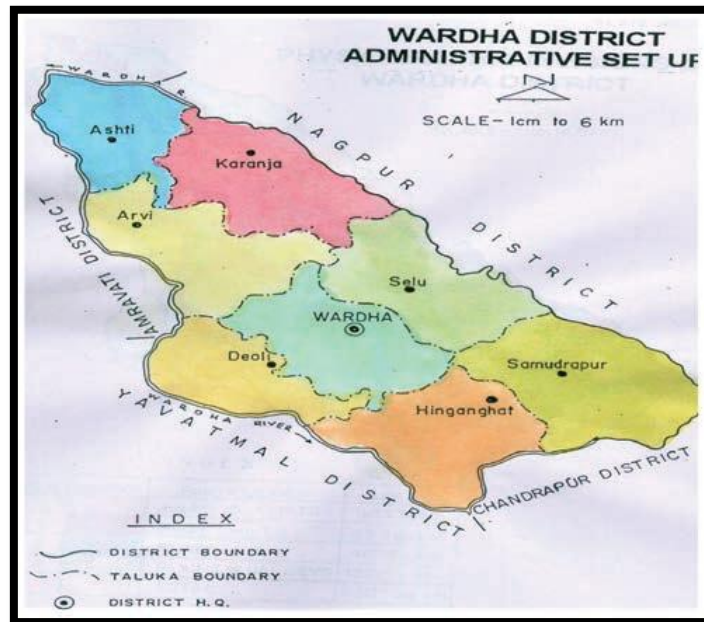 WARDHA DISTRICT
ADMINISTRATIVE SET UP
N
SCALE - 1cm to 6 km
WARDHA R.
Ashti
Karanja
NAGPUR DISTRICT
Arvi
AMRAVATI DISTRICT
Selu
WARDHA
Deoli
Samudrapur
Hinganghat
WARDHA RIVER
YAVATMAL DISTRICT
CHANDRAPUR DISTRICT
INDEX
DISTRICT BOUNDARY
TALUKA BOUNDARY
DISTRICT H.Q.